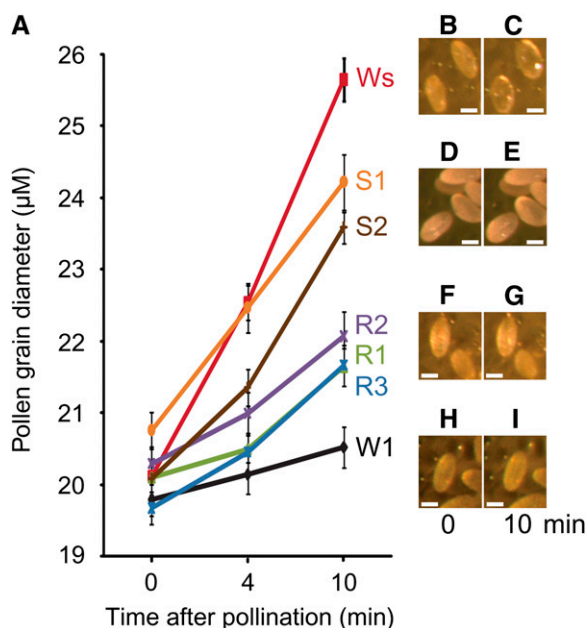 A
B C
26
Ws
25
D E
S1
24
S2
23
Pollen grain diameter (µM)
F G
R2
22
R1
R3
21
H I
W1
20
0 10 min
19
0 4 10
Time after pollination (min)